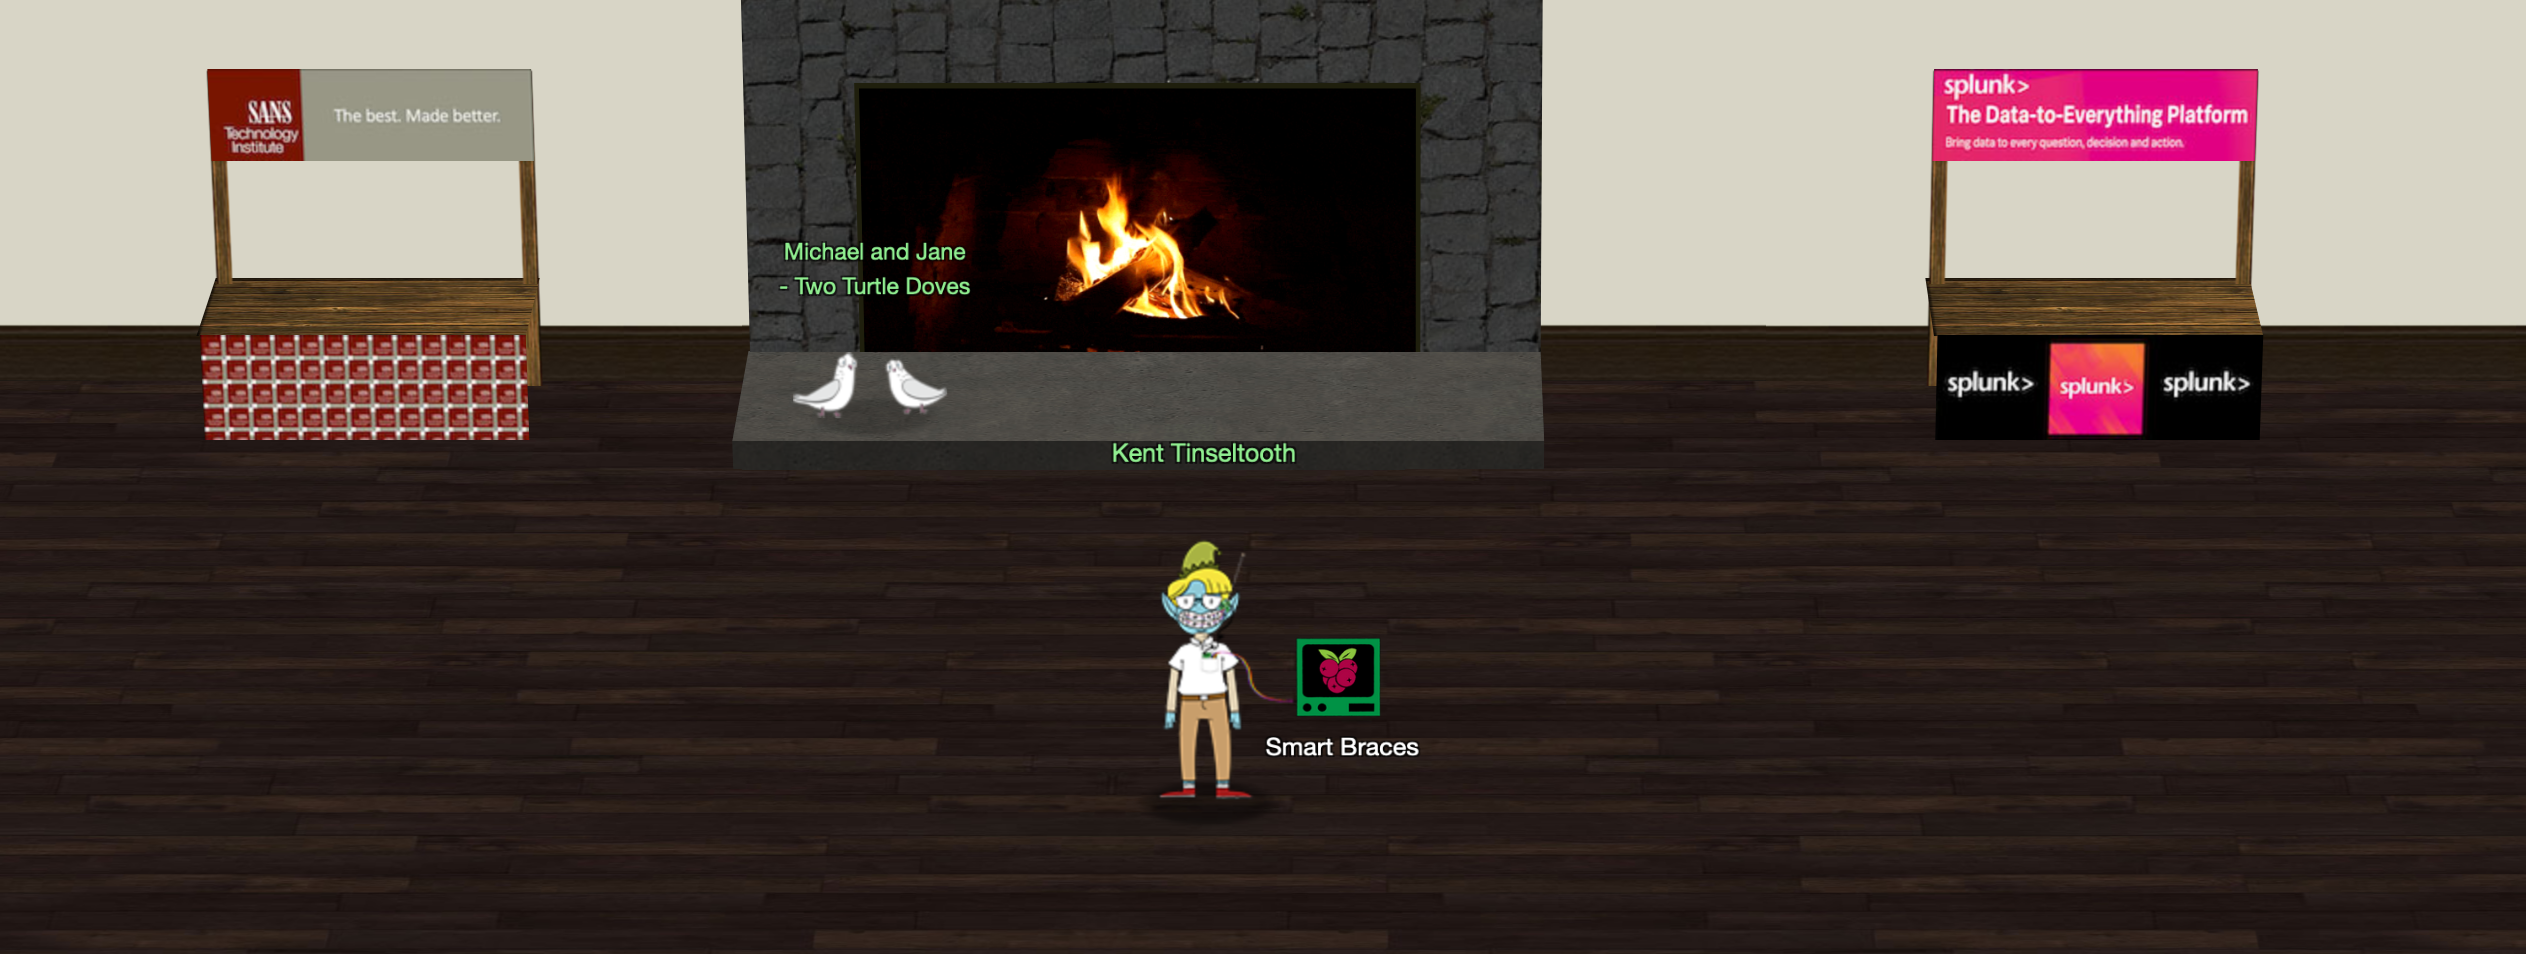 SANS
Technology
Institute
The best. Made better.
splunk>
The Data-to-Everything Platform
Bring data to every question, decision and action.
Michael and Jane
- Two Turtle Doves
splunk>
splunk>
splunk>
Kent Tinseltooth
Smart Braces